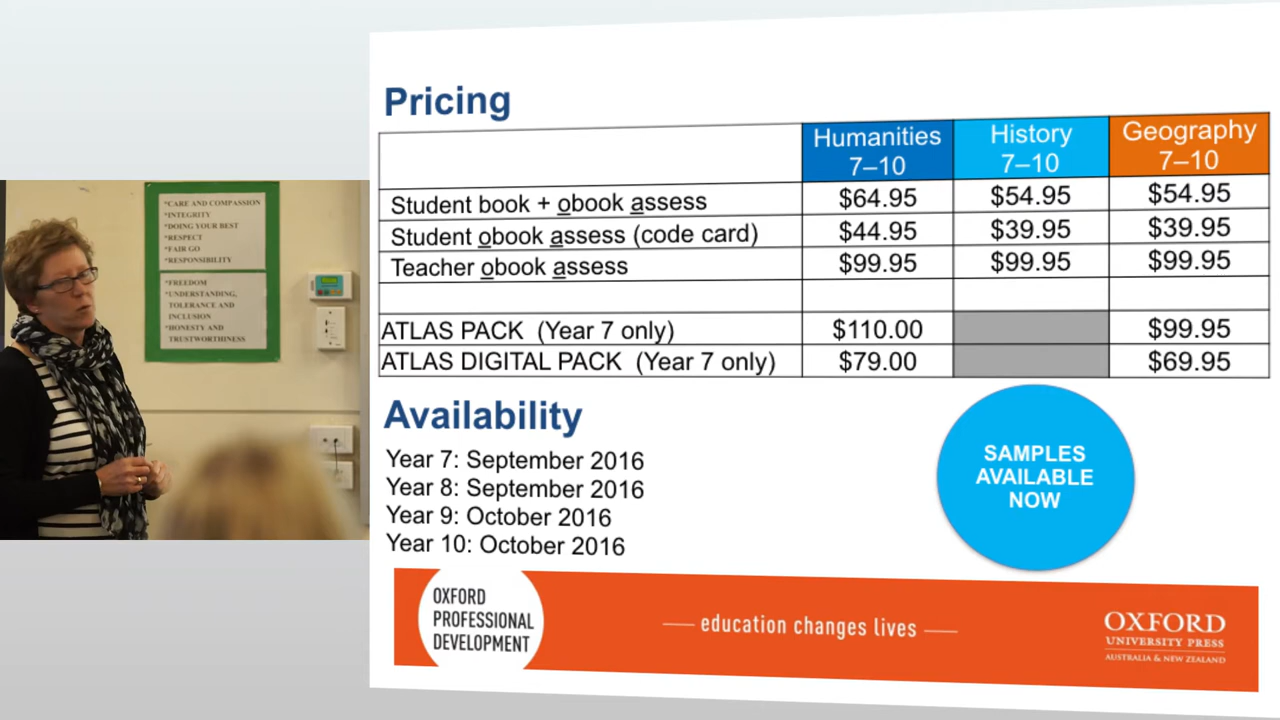 Pricing
Humanities 7–10 History 7–10 Geography 7–10
Student book + obook assess $64.95 $54.95 $54.95
Student obook assess (code card) $44.95 $39.95 $39.95
Teacher obook assess $99.95 $99.95 $99.95
ATLAS PACK (Year 7 only) $110.00 $99.95
ATLAS DIGITAL PACK (Year 7 only) $79.00 $69.95
Availability
Year 7: September 2016
Year 8: September 2016
Year 9: October 2016
Year 10: October 2016
SAMPLES
AVAILABLE
NOW
OXFORD
PROFESSIONAL
DEVELOPMENT
education changes lives
OXFORD
UNIVERSITY PRESS
AUSTRALIA & NEW ZEALAND
*CARE AND COMPASSION
*INTEGRITY
*DOING YOUR BEST
*RESPECT
*FAIR GO
*RESPONSIBILITY
*FREEDOM
*UNDERSTANDING,
TOLERANCE AND
INCLUSION
*HONESTY AND
TRUSTWORTHINESS